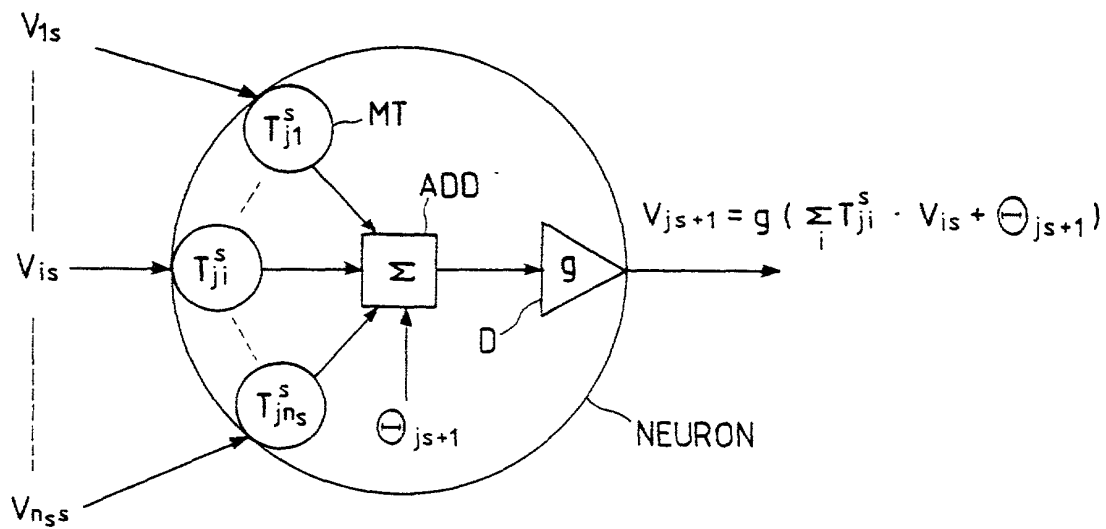 V1s
Tˢj1
MT
ADD
Vjs+1 = g ( Σi Tˢji · Vis + Θjs+1)
Vis
Tˢji
Σ
g
D
Tˢjnₛ
Θjs+1
NEURON
Vnₛs